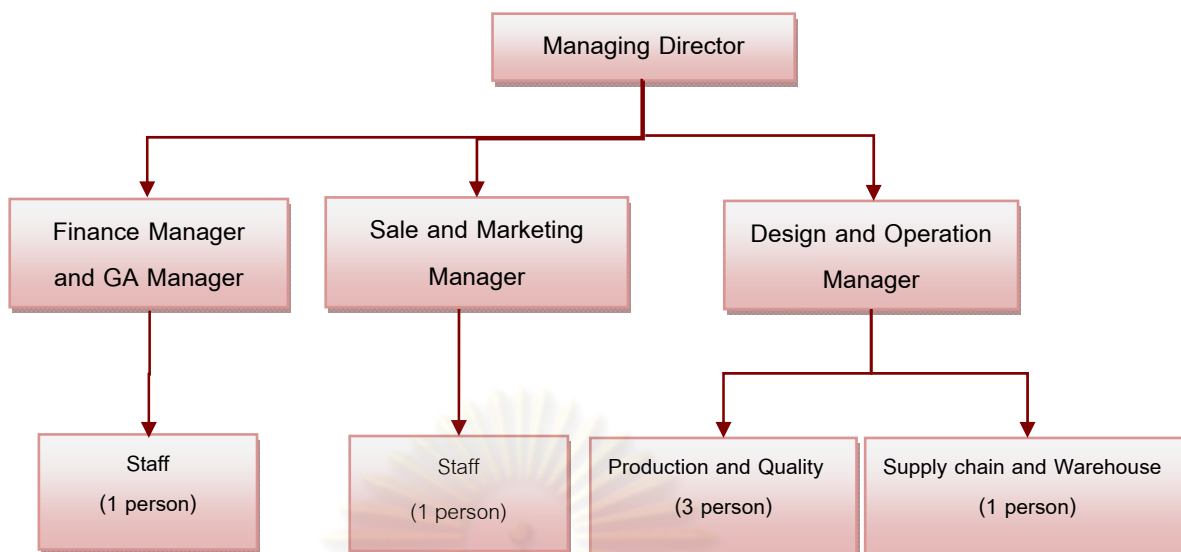 Managing Director
Finance Manager
and GA Manager
Sale and Marketing
Manager
Design and Operation
Manager
Staff
(1 person)
Staff
(1 person)
Production and Quality
(3 person)
Supply chain and Warehouse
(1 person)